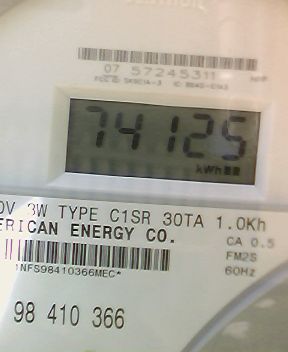 07 57245311
74125
kWh
0V 3W TYPE C1SR 30TA 1.0Kh
ERICAN ENERGY CO.
CA 0.5
FM2S
60Hz
1NFS98410366MEC*
98 410 366